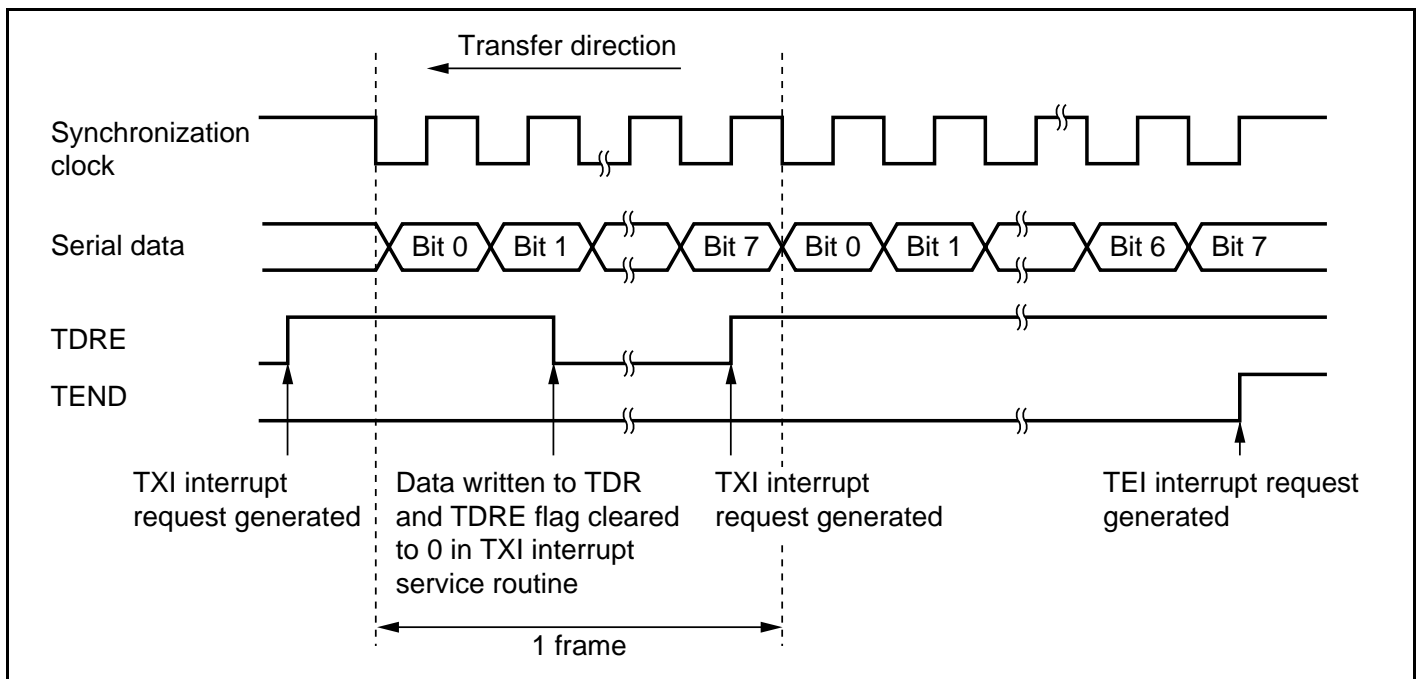 Transfer direction
Synchronization
clock
Serial data
Bit 0 Bit 1 Bit 7 Bit 0 Bit 1 Bit 6 Bit 7
TDRE
TEND
TXI interrupt
request generated
Data written to TDR
and TDRE flag cleared
to 0 in TXI interrupt
service routine
TXI interrupt
request generated
TEI interrupt request
generated
1 frame